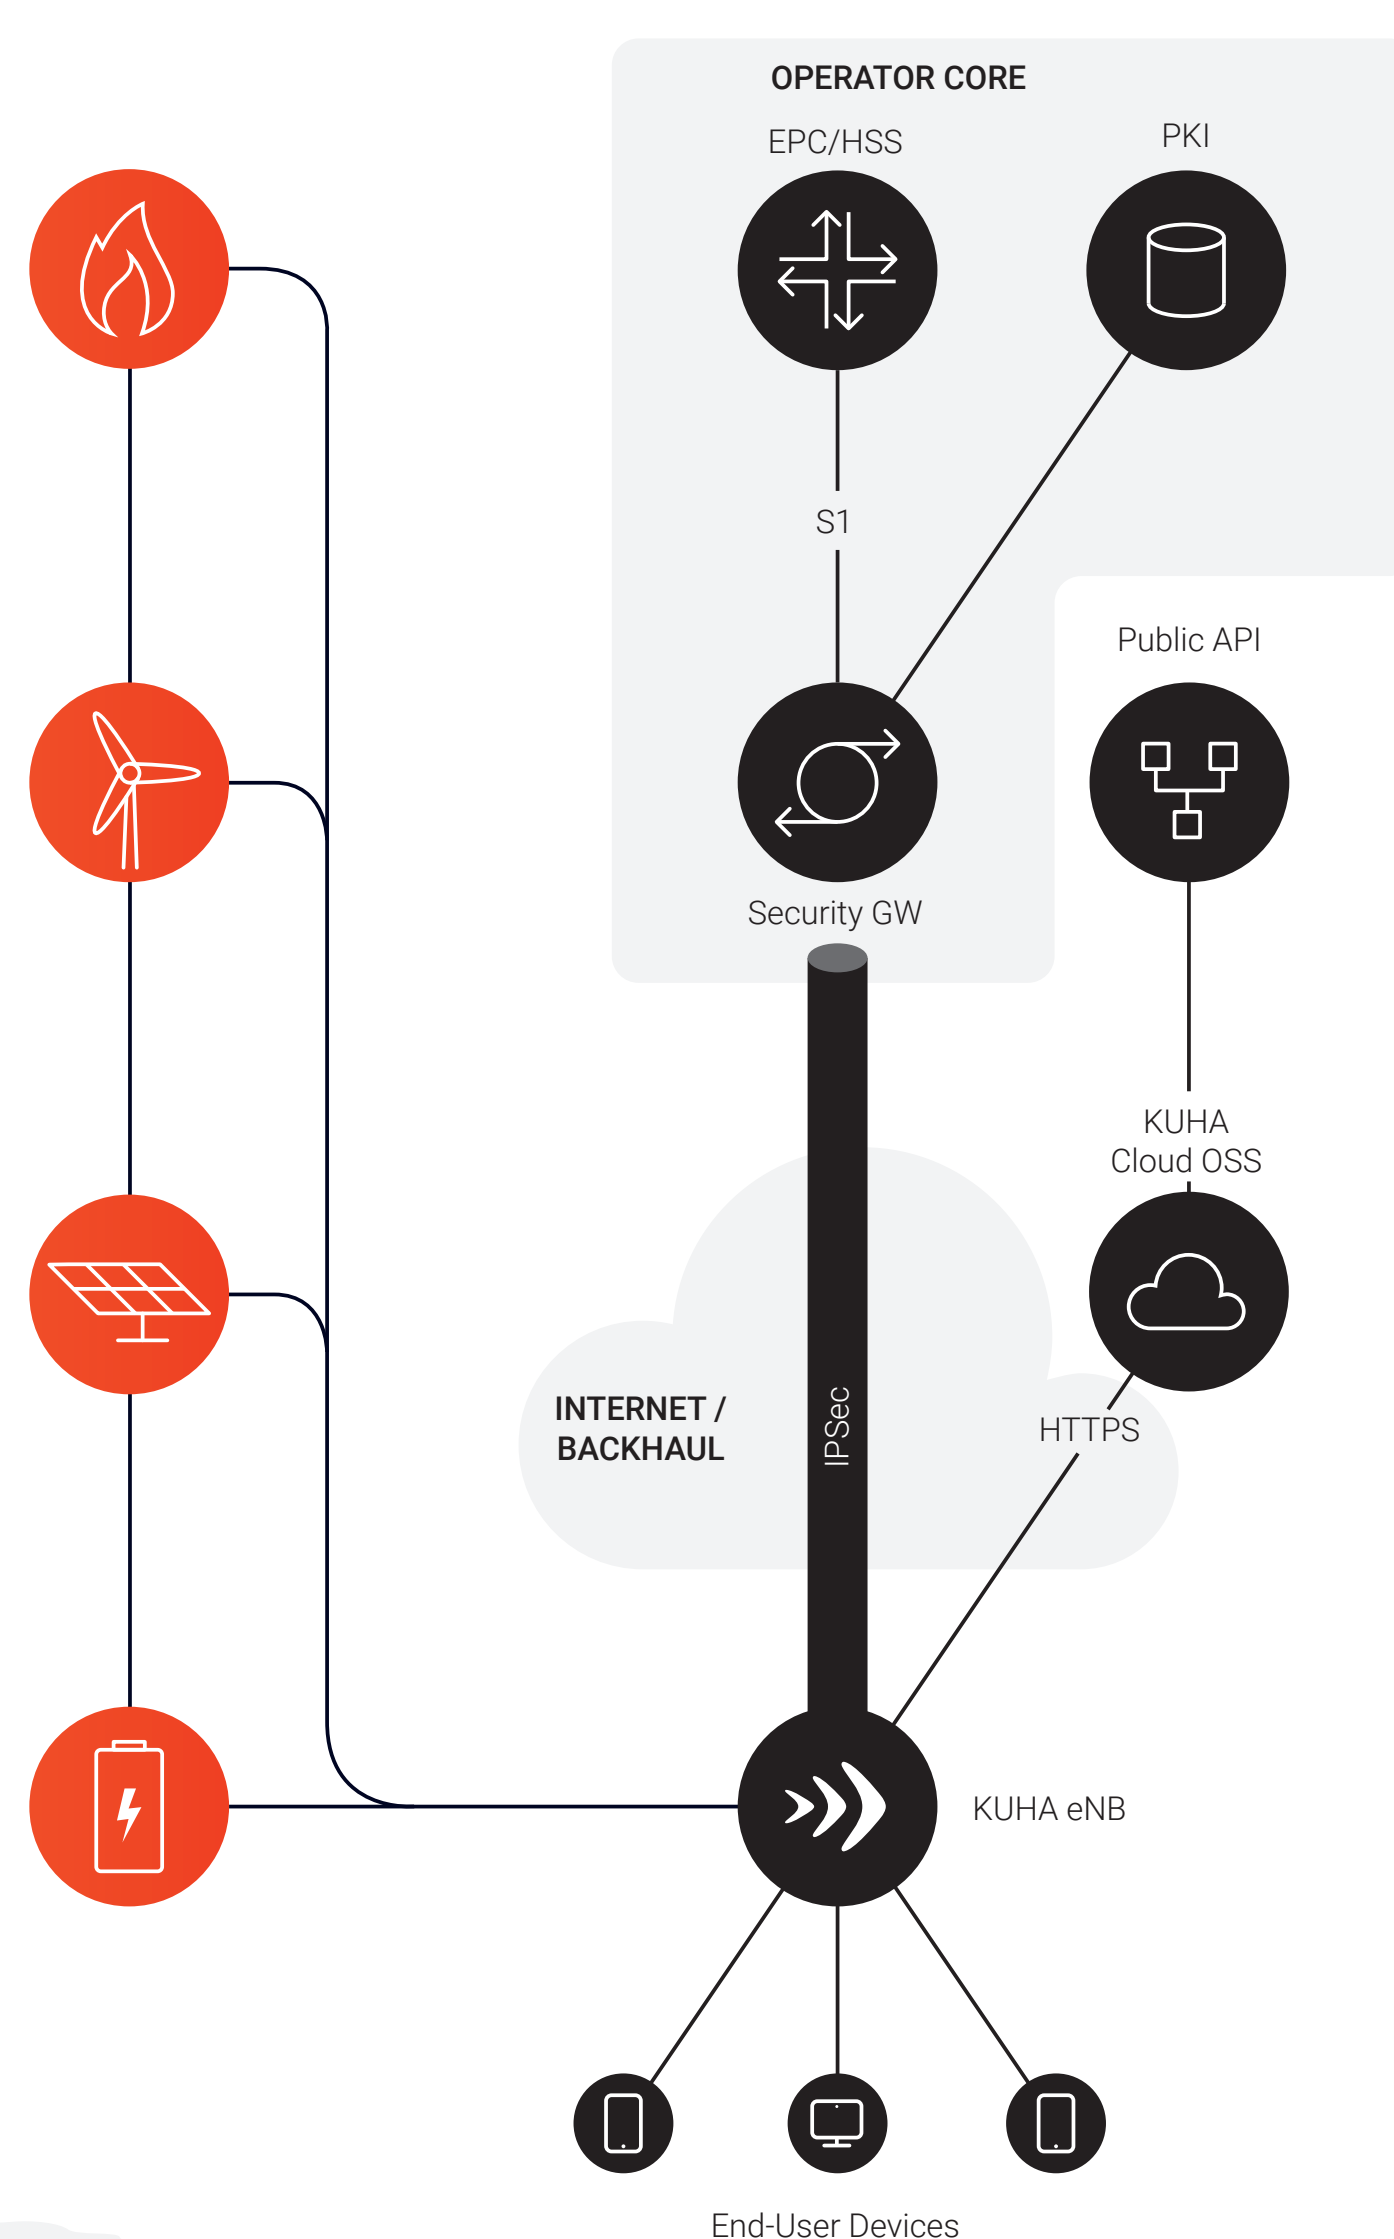 OPERATOR CORE
EPC/HSS
PKI
S1
Public API
Security GW
KUHA
Cloud OSS
INTERNET /
BACKHAUL
IPSec
HTTPS
KUHA eNB
End-User Devices